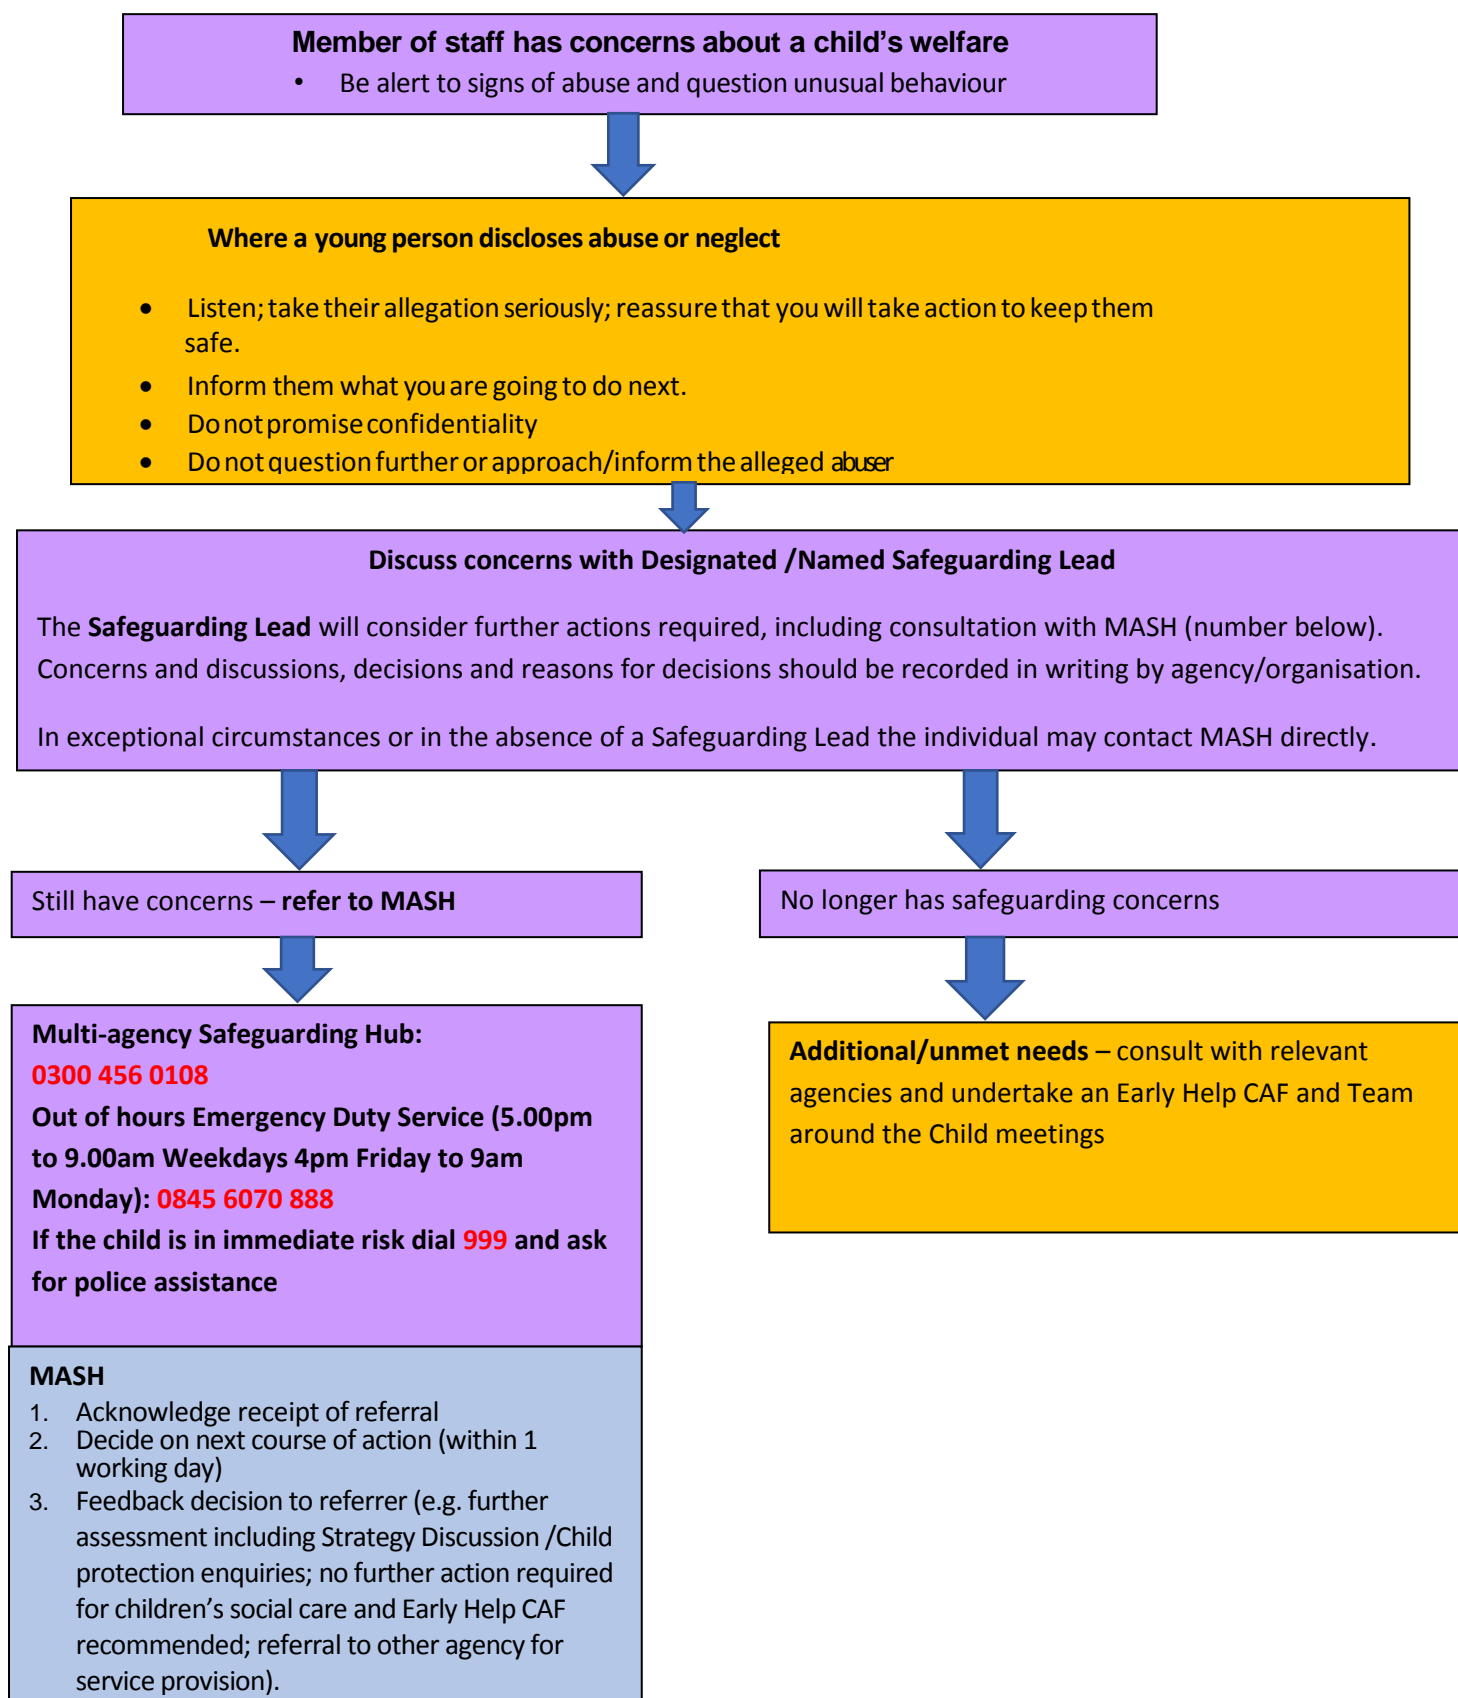 Member of staff has concerns about a child’s welfare
• Be alert to signs of abuse and question unusual behaviour
Where a young person discloses abuse or neglect
• Listen; take their allegation seriously; reassure that you will take action to keep them
safe.
• Inform them what you are going to do next.
• Do not promise confidentiality
• Do not question further or approach/inform the alleged abuser
Discuss concerns with Designated /Named Safeguarding Lead
The Safeguarding Lead will consider further actions required, including consultation with MASH (number below).
Concerns and discussions, decisions and reasons for decisions should be recorded in writing by agency/organisation.
In exceptional circumstances or in the absence of a Safeguarding Lead the individual may contact MASH directly.
Still have concerns – refer to MASH
No longer has safeguarding concerns
Multi-agency Safeguarding Hub:
0300 456 0108
Out of hours Emergency Duty Service (5.00pm
to 9.00am Weekdays 4pm Friday to 9am
Monday): 0845 6070 888
If the child is in immediate risk dial 999 and ask
for police assistance
Additional/unmet needs – consult with relevant
agencies and undertake an Early Help CAF and Team
around the Child meetings
MASH
1. Acknowledge receipt of referral
2. Decide on next course of action (within 1
working day)
3. Feedback decision to referrer (e.g. further
assessment including Strategy Discussion /Child
protection enquiries; no further action required
for children’s social care and Early Help CAF
recommended; referral to other agency for
service provision).